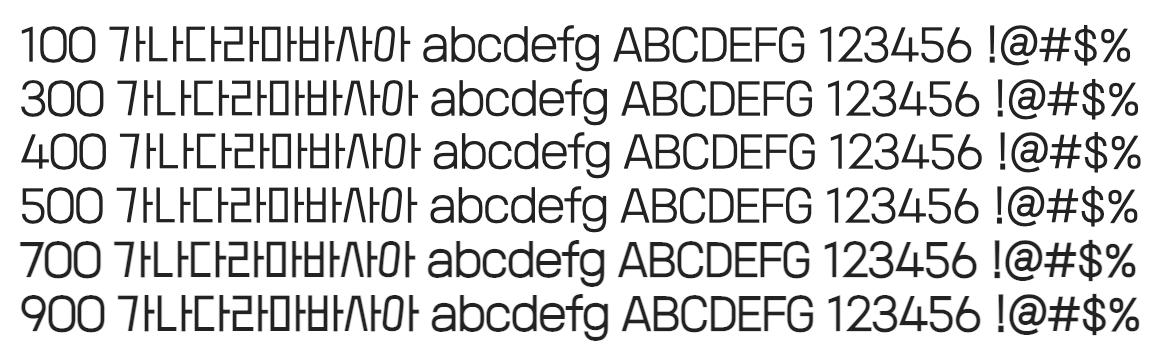 100 가나다라마바사아 abcdefg ABCDEFG 123456 !@#$%
300 가나다라마바사아 abcdefg ABCDEFG 123456 !@#$%
400 가나다라마바사아 abcdefg ABCDEFG 123456 !@#$%
500 가나다라마바사아 abcdefg ABCDEFG 123456 !@#$%
700 가나다라마바사아 abcdefg ABCDEFG 123456 !@#$%
900 가나다라마바사아 abcdefg ABCDEFG 123456 !@#$%